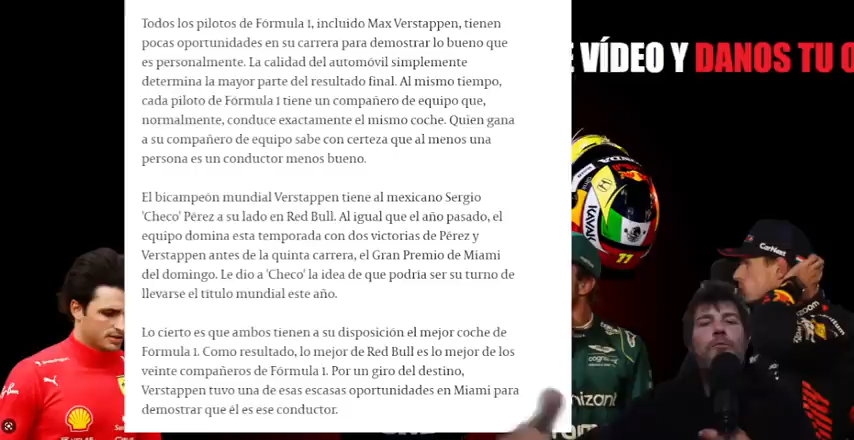 Todos los pilotos de Fórmula 1, incluido Max Verstappen, tienen
pocas oportunidades en su carrera para demostrar lo bueno que
es personalmente. La calidad del automóvil simplemente
determina la mayor parte del resultado final. Al mismo tiempo,
cada piloto de Fórmula 1 tiene un compañero de equipo que,
normalmente, conduce exactamente el mismo coche. Quien gana
a su compañero de equipo sabe con certeza que al menos una
persona es un conductor menos bueno.
El bicampeón mundial Verstappen tiene al mexicano Sergio
'Checo' Pérez a su lado en Red Bull. Al igual que el año pasado, el
equipo domina esta temporada con dos victorias de Pérez y
Verstappen antes de la quinta carrera, el Gran Premio de Miami
del domingo. Le dio a 'Checo' la idea de que podría ser su turno de
llevarse el título mundial este año.
Lo cierto es que ambos tienen a su disposición el mejor coche de
Fórmula 1. Como resultado, lo mejor de Red Bull es lo mejor de los
veinte compañeros de Fórmula 1. Por un giro del destino,
Verstappen tuvo una de esas escasas oportunidades en Miami para
demostrar que él es ese conductor.
VÍDEO Y DANOS TU
HONDA
KAVAK
11
CarNext
cognizant